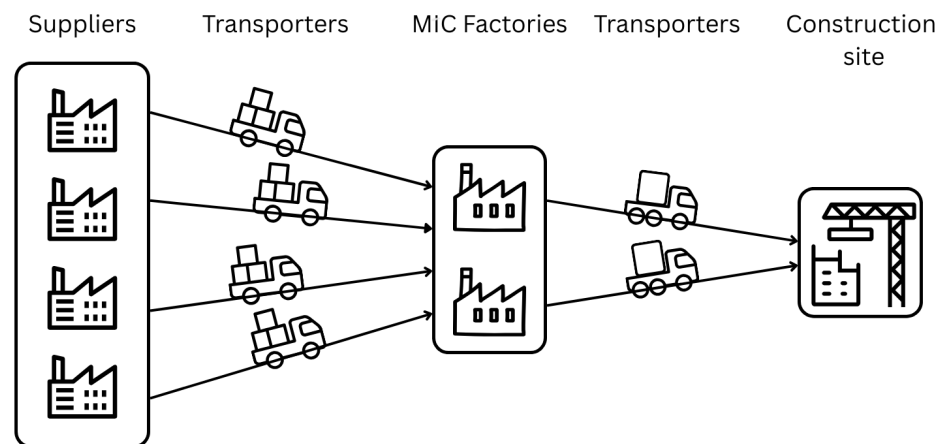 Suppliers
Transporters
MiC Factories
Transporters
Construction
site